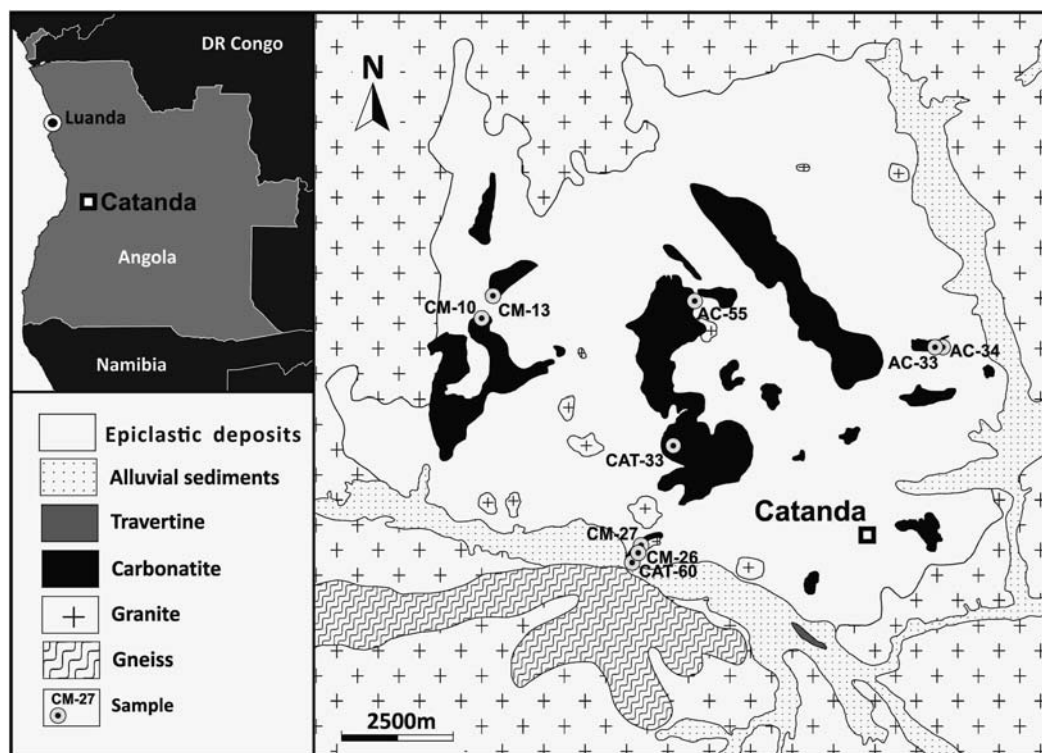 DR Congo
Luanda
Catanda
Angola
Namibia
Epiclastic deposits
Alluvial sediments
Travertine
Carbonatite
Granite
Gneiss
CM-27
Sample
N
CM-10
CM-13
AC-55
AC-33
AC-34
CAT-33
Catanda
CM-27
CM-26
CAT-60
2500m